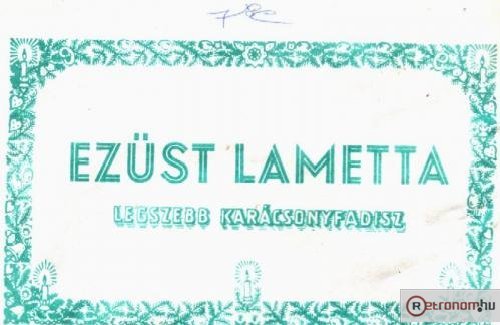 EZÜST LAMETTA
LEGSZEBB KARÁCSONYFADISZ
Retronom.hu